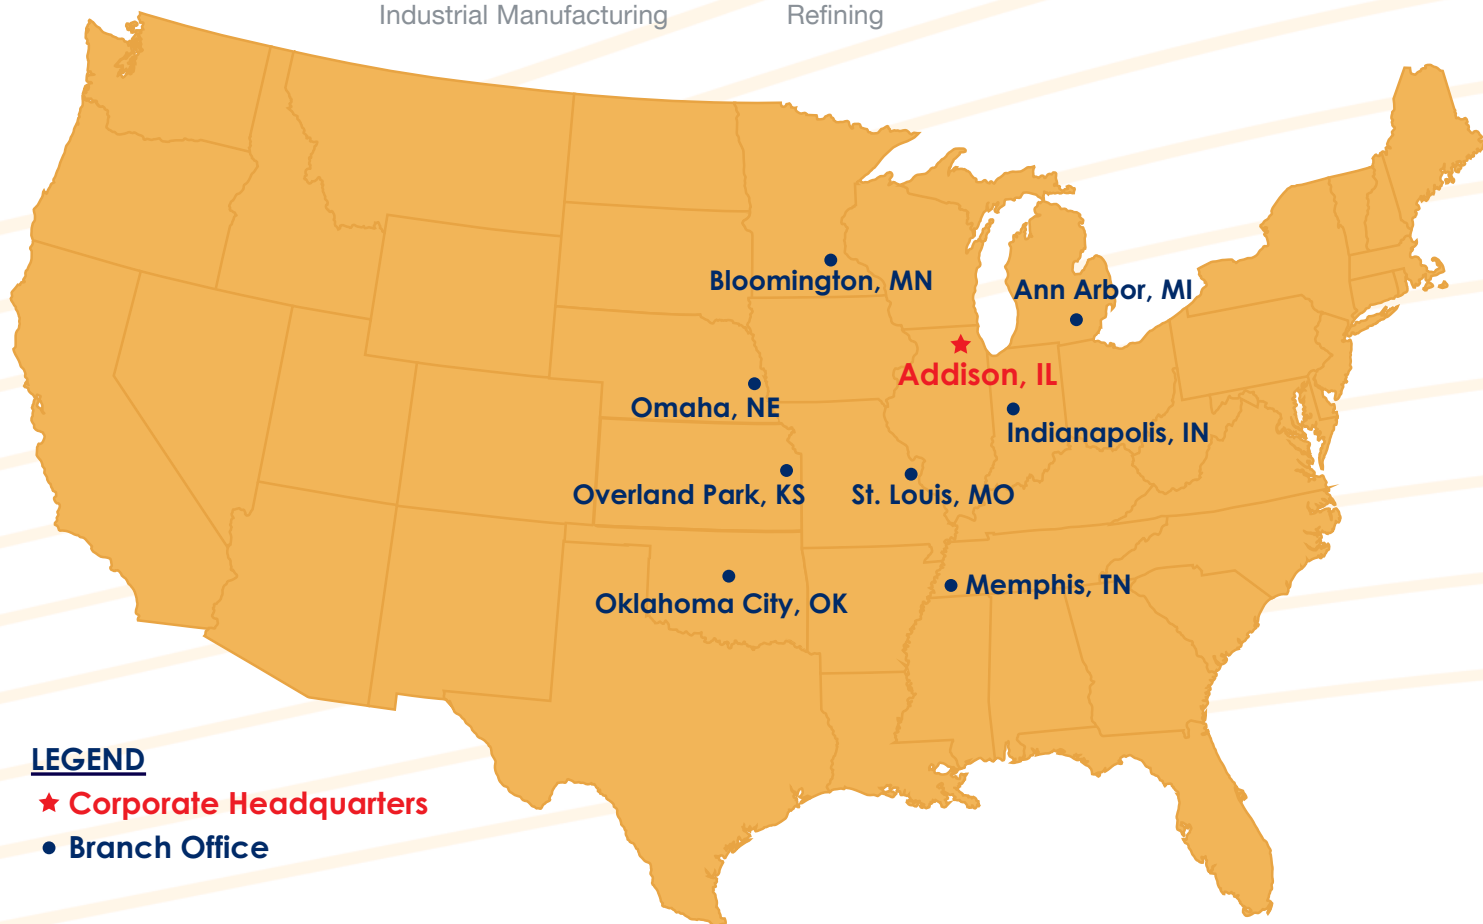 Industrial Manufacturing
Refining
Bloomington, MN
Ann Arbor, MI
Addison, IL
Omaha, NE
Indianapolis, IN
Overland Park, KS
St. Louis, MO
Memphis, TN
Oklahoma City, OK
LEGEND
Corporate Headquarters
Branch Office